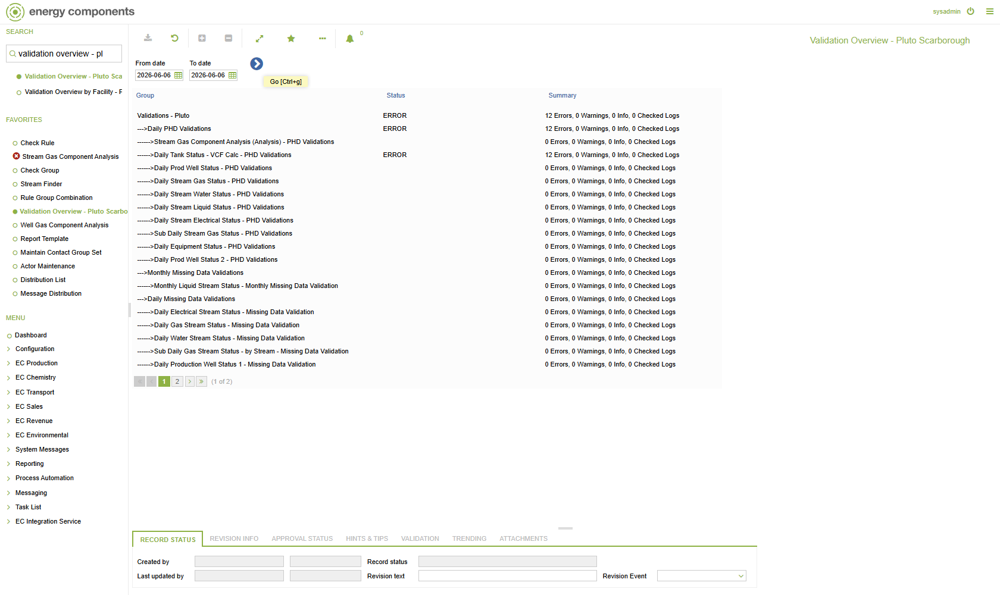 energy components
sysadmin
SEARCH
validation overview - pl
Validation Overview - Pluto Sca
Validation Overview by Facility - F
FAVORITES
Check Rule
Stream Gas Component Analysis
Check Group
Stream Finder
Rule Group Combination
Validation Overview - Pluto Scarbo
Well Gas Component Analysis
Report Template
Maintain Contact Group Set
Actor Maintenance
Distribution List
Message Distribution
MENU
Dashboard
Configuration
EC Production
EC Chemistry
EC Transport
EC Sales
EC Revenue
EC Environmental
System Messages
Reporting
Process Automation
Messaging
Task List
EC Integration Service
0
Validation Overview - Pluto Scarborough
From date To date
2026-06-06 2026-06-06
Go [Ctrl+g]
Group Status Summary
Validations - Pluto ERROR 12 Errors, 0 Warnings, 0 Info, 0 Checked Logs
--->Daily PHD Validations ERROR 12 Errors, 0 Warnings, 0 Info, 0 Checked Logs
------>Stream Gas Component Analysis (Analysis) - PHD Validations 0 Errors, 0 Warnings, 0 Info, 0 Checked Logs
------>Daily Tank Status - VCF Calc - PHD Validations ERROR 12 Errors, 0 Warnings, 0 Info, 0 Checked Logs
------>Daily Prod Well Status - PHD Validations 0 Errors, 0 Warnings, 0 Info, 0 Checked Logs
------>Daily Stream Gas Status - PHD Validations 0 Errors, 0 Warnings, 0 Info, 0 Checked Logs
------>Daily Stream Water Status - PHD Validations 0 Errors, 0 Warnings, 0 Info, 0 Checked Logs
------>Daily Stream Liquid Status - PHD Validations 0 Errors, 0 Warnings, 0 Info, 0 Checked Logs
------>Daily Stream Electrical Status - PHD Validations 0 Errors, 0 Warnings, 0 Info, 0 Checked Logs
------>Sub Daily Stream Gas Status - PHD Validations 0 Errors, 0 Warnings, 0 Info, 0 Checked Logs
------>Daily Equipment Status - PHD Validations 0 Errors, 0 Warnings, 0 Info, 0 Checked Logs
------>Daily Prod Well Status 2 - PHD Validations 0 Errors, 0 Warnings, 0 Info, 0 Checked Logs
--->Monthly Missing Data Validations 0 Errors, 0 Warnings, 0 Info, 0 Checked Logs
------>Monthly Liquid Stream Status - Monthly Missing Data Validation 0 Errors, 0 Warnings, 0 Info, 0 Checked Logs
--->Daily Missing Data Validations 0 Errors, 0 Warnings, 0 Info, 0 Checked Logs
------>Daily Electrical Stream Status - Missing Data Validation 0 Errors, 0 Warnings, 0 Info, 0 Checked Logs
------>Daily Gas Stream Status - Missing Data Validation 0 Errors, 0 Warnings, 0 Info, 0 Checked Logs
------>Daily Water Stream Status - Missing Data Validation 0 Errors, 0 Warnings, 0 Info, 0 Checked Logs
------>Sub Daily Gas Stream Status - by Stream - Missing Data Validation 0 Errors, 0 Warnings, 0 Info, 0 Checked Logs
------>Daily Production Well Status 1 - Missing Data Validation 0 Errors, 0 Warnings, 0 Info, 0 Checked Logs
« ‹ 1 2 › » (1 of 2)
RECORD STATUS REVISION INFO APPROVAL STATUS HINTS & TIPS VALIDATION TRENDING ATTACHMENTS
Created by Record status
Last updated by Revision text Revision Event